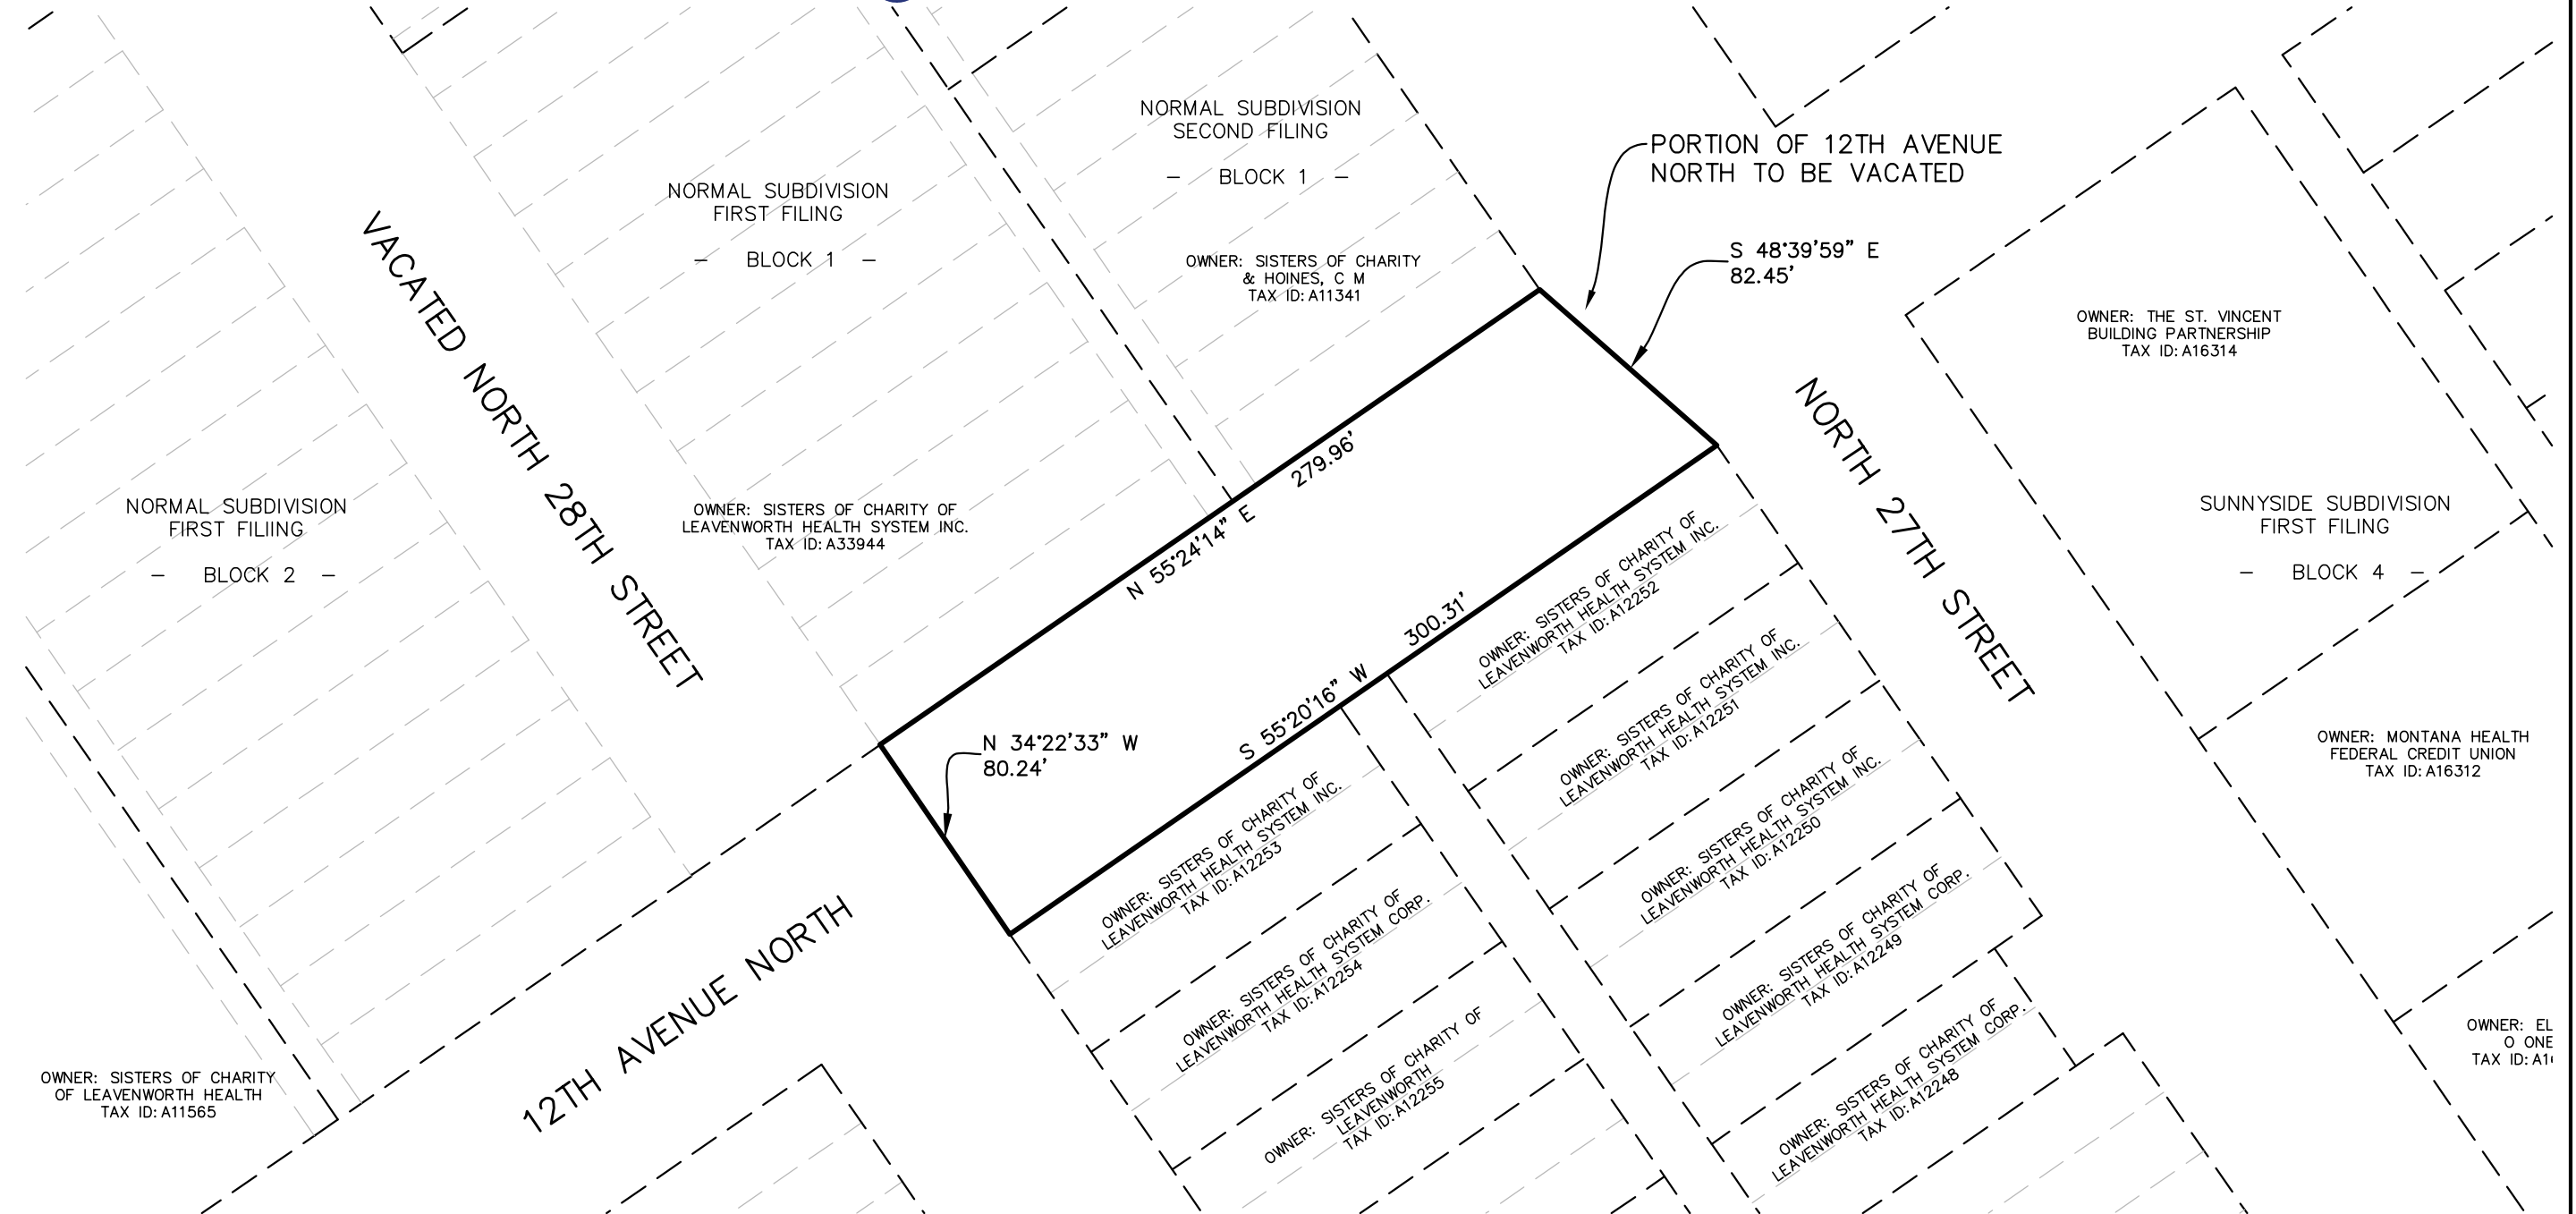 NORMAL SUBDIVISION
SECOND FILING
- BLOCK 1 -
OWNER: SISTERS OF CHARITY
& HOINES, C M
TAX ID: A11341
PORTION OF 12TH AVENUE
NORTH TO BE VACATED
S 48°39'59" E
82.45'
NORMAL SUBDIVISION
FIRST FILING
- BLOCK 1 -
VACATED NORTH 28TH STREET
OWNER: THE ST. VINCENT
BUILDING PARTNERSHIP
TAX ID: A16314
NORTH 27TH STREET
279.96'
N 55°24'14" E
NORMAL SUBDIVISION
FIRST FILIING
- BLOCK 2 -
OWNER: SISTERS OF CHARITY OF
LEAVENWORTH HEALTH SYSTEM INC.
TAX ID: A33944
SUNNYSIDE SUBDIVISION
FIRST FILING
- BLOCK 4 -
300.31'
S 55°20'16" W
N 34°22'33" W
80.24'
OWNER: SISTERS OF CHARITY OF
LEAVENWORTH HEALTH SYSTEM INC.
TAX ID: A12252
OWNER: SISTERS OF CHARITY OF
LEAVENWORTH HEALTH SYSTEM INC.
TAX ID: A12251
OWNER: SISTERS OF CHARITY OF
LEAVENWORTH HEALTH SYSTEM INC.
TAX ID: A12250
OWNER: SISTERS OF CHARITY OF
LEAVENWORTH HEALTH SYSTEM CORP.
TAX ID: A12249
OWNER: SISTERS OF CHARITY OF
LEAVENWORTH HEALTH SYSTEM CORP.
TAX ID: A12248
OWNER: SISTERS OF CHARITY OF
LEAVENWORTH HEALTH SYSTEM INC.
TAX ID: A12253
OWNER: SISTERS OF CHARITY OF
LEAVENWORTH HEALTH SYSTEM CORP.
TAX ID: A12254
OWNER: SISTERS OF CHARITY OF
LEAVENWORTH
TAX ID: A12255
OWNER: MONTANA HEALTH
FEDERAL CREDIT UNION
TAX ID: A16312
12TH AVENUE NORTH
OWNER: SISTERS OF CHARITY
OF LEAVENWORTH HEALTH
TAX ID: A11565
OWNER: EL
O ONE
TAX ID: